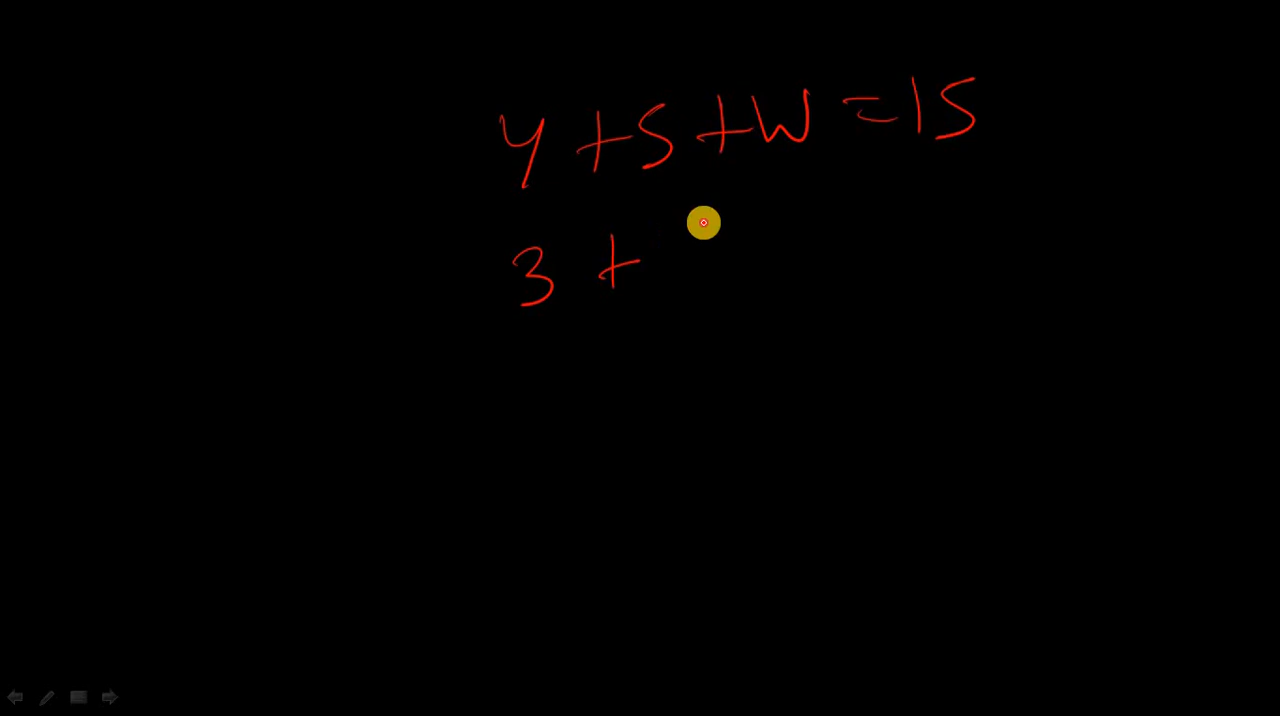 y + s + w = 15
3 +